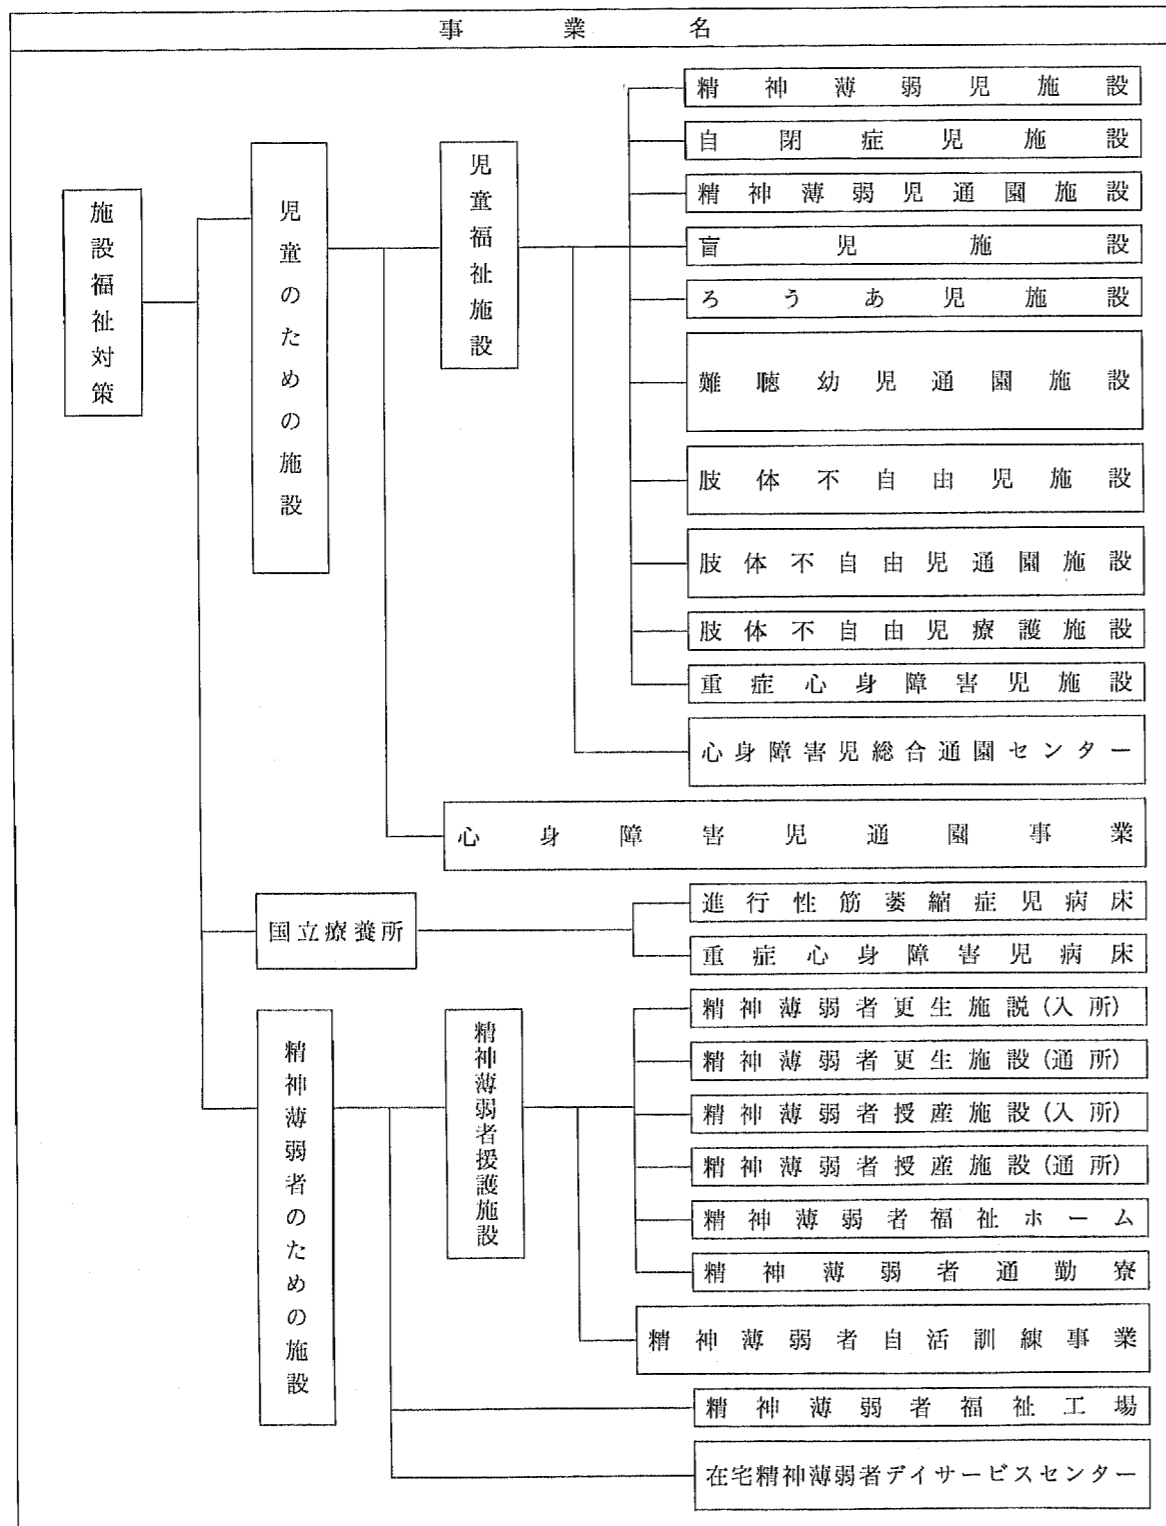 事業名
施設福祉対策
児童のための施設
児童福祉施設
精神薄弱児施設
自閉症児施設
精神薄弱児通園施設
盲児施設
ろうあ児施設
難聴幼児通園施設
肢体不自由児施設
肢体不自由児通園施設
肢体不自由児療護施設
重症心身障害児施設
心身障害児総合通園センター
心身障害児通園事業
国立療養所
進行性筋萎縮症児病床
重症心身障害児病床
精神薄弱者のための施設
精神薄弱者援護施設
精神薄弱者更生施説(入所)
精神薄弱者更生施設(通所)
精神薄弱者授産施設(入所)
精神薄弱者授産施設(通所)
精神薄弱者福祉ホーム
精神薄弱者通勤寮
精神薄弱者自活訓練事業
精神薄弱者福祉工場
在宅精神薄弱者デイサービスセンター